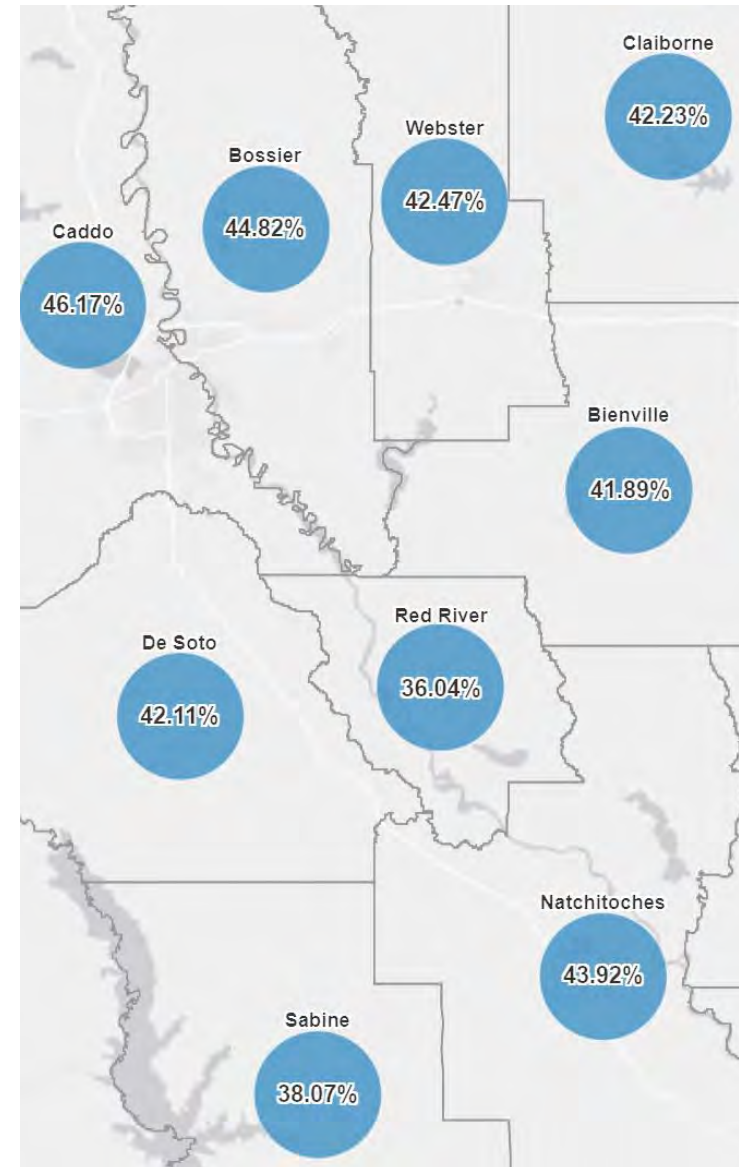 Claiborne
42.23%
Webster
42.47%
Bossier
44.82%
Caddo
46.17%
Bienville
41.89%
Red River
36.04%
De Soto
42.11%
Natchitoches
43.92%
Sabine
38.07%